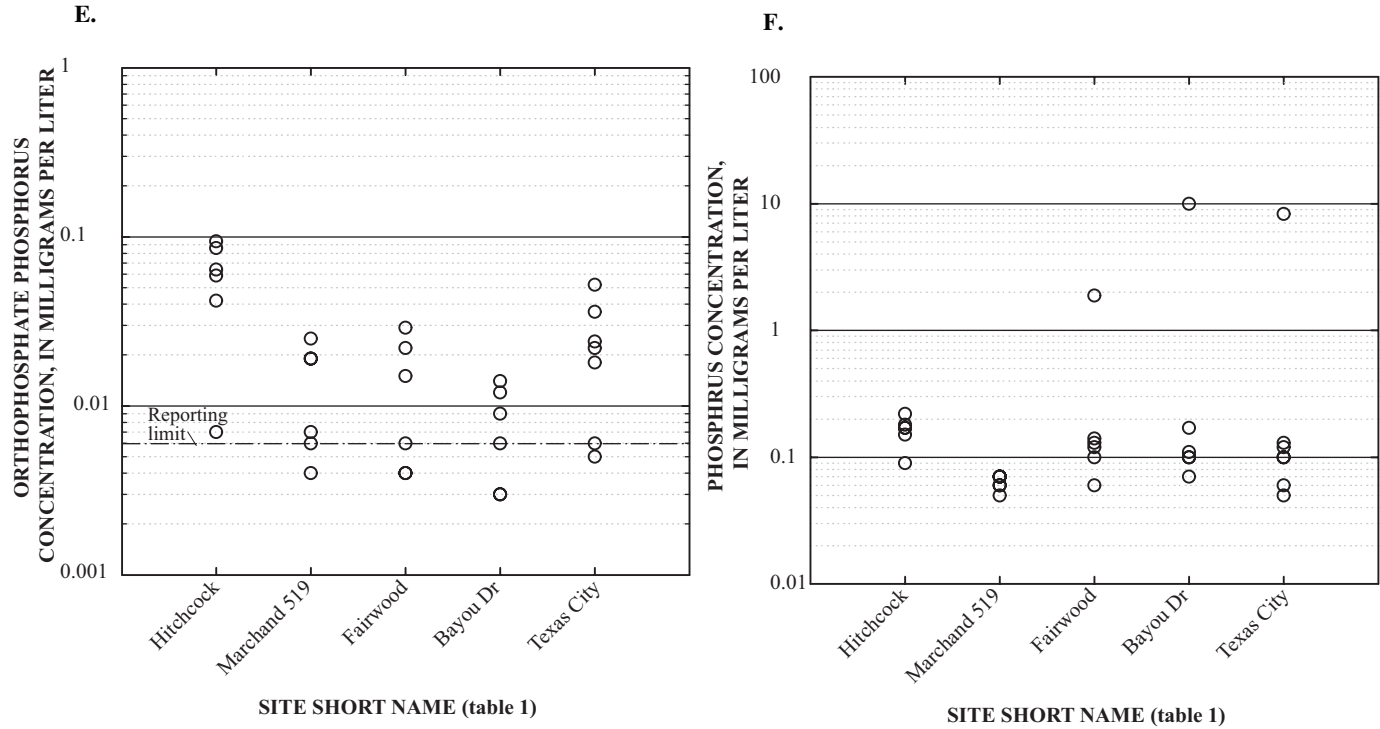 E.
ORTHOPHOSPHATE PHOSPHORUS
CONCENTRATION, IN MILLIGRAMS PER LITER
1
0.1
0.01
0.001
Reporting
limit
Hitchcock
Marchand 519
Fairwood
Bayou Dr
Texas City
SITE SHORT NAME (table 1)
F.
PHOSPHRUS CONCENTRATION,
IN MILLIGRAMS PER LITER
100
10
1
0.1
0.01
Hitchcock
Marchand 519
Fairwood
Bayou Dr
Texas City
SITE SHORT NAME (table 1)